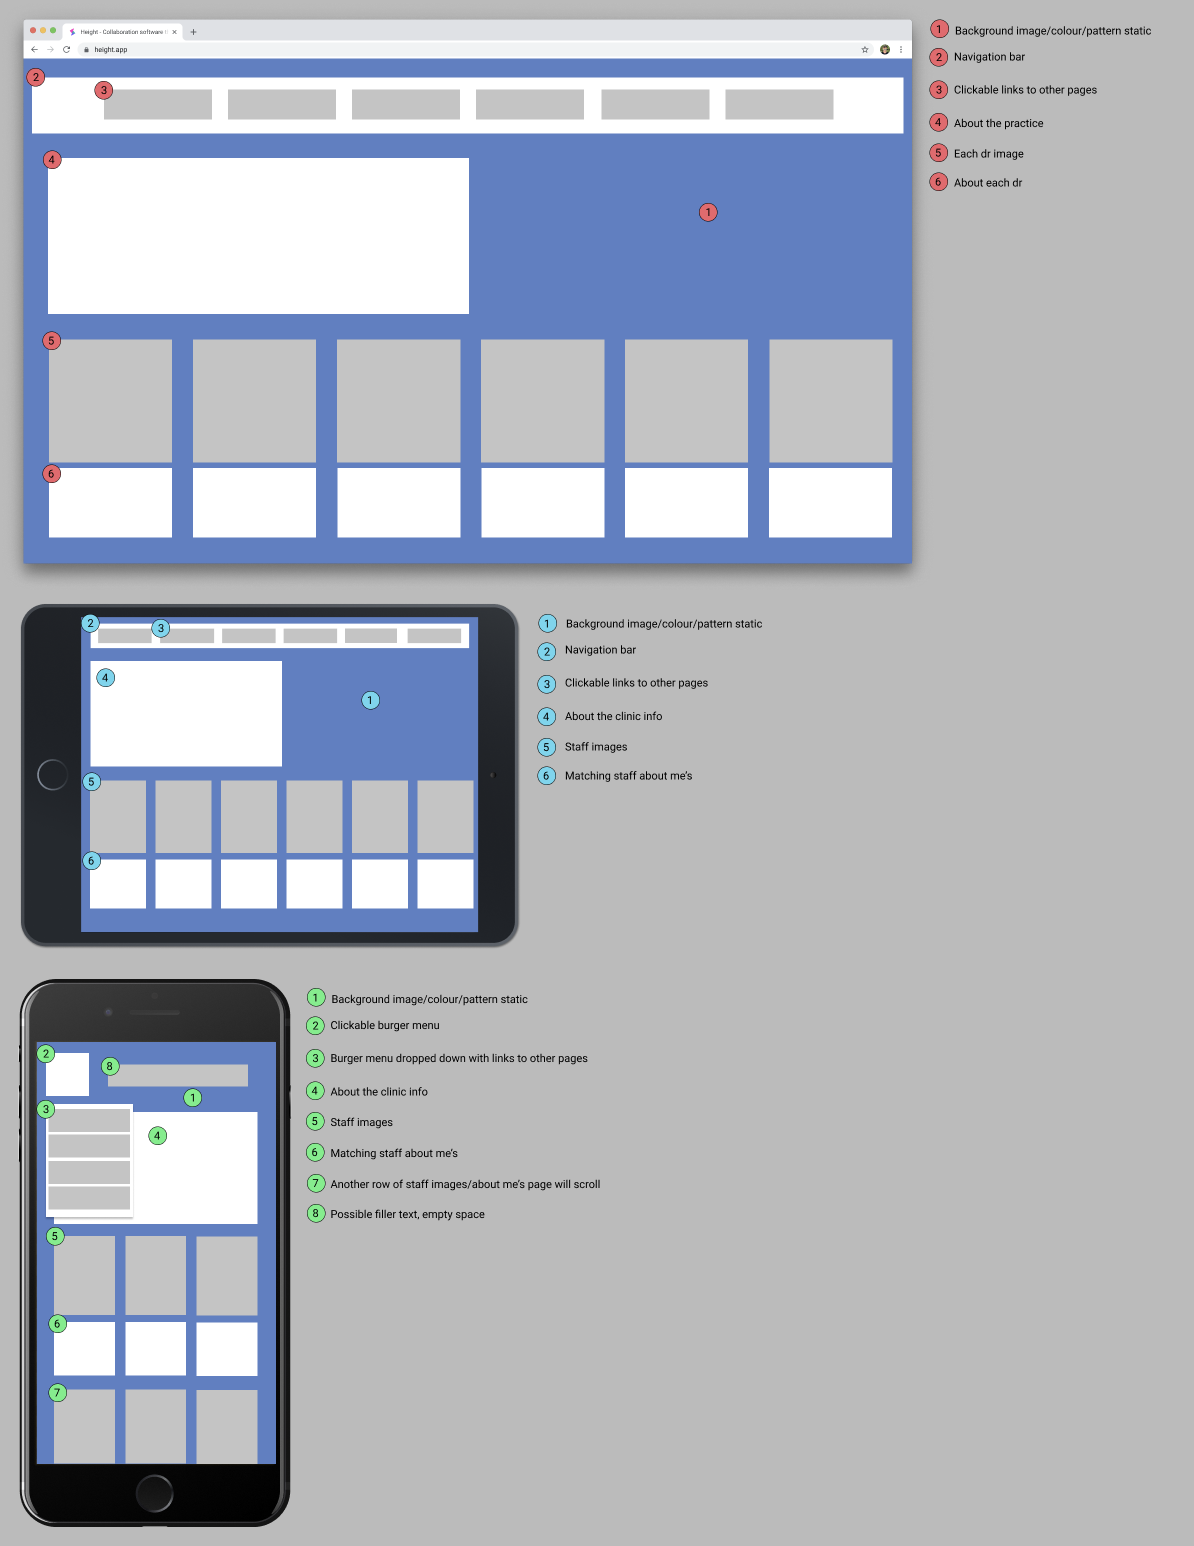 Height - Collaboration software
height.app
2
3
4
1
5
6
1 Background image/colour/pattern static
2 Navigation bar
3 Clickable links to other pages
4 About the practice
5 Each dr image
6 About each dr
2
3
4
1
5
6
1 Background image/colour/pattern static
2 Navigation bar
3 Clickable links to other pages
4 About the clinic info
5 Staff images
6 Matching staff about me's
2
8
1
3
4
5
6
7
1 Background image/colour/pattern static
2 Clickable burger menu
3 Burger menu dropped down with links to other pages
4 About the clinic info
5 Staff images
6 Matching staff about me's
7 Another row of staff images/about me's page will scroll
8 Possible filler text, empty space